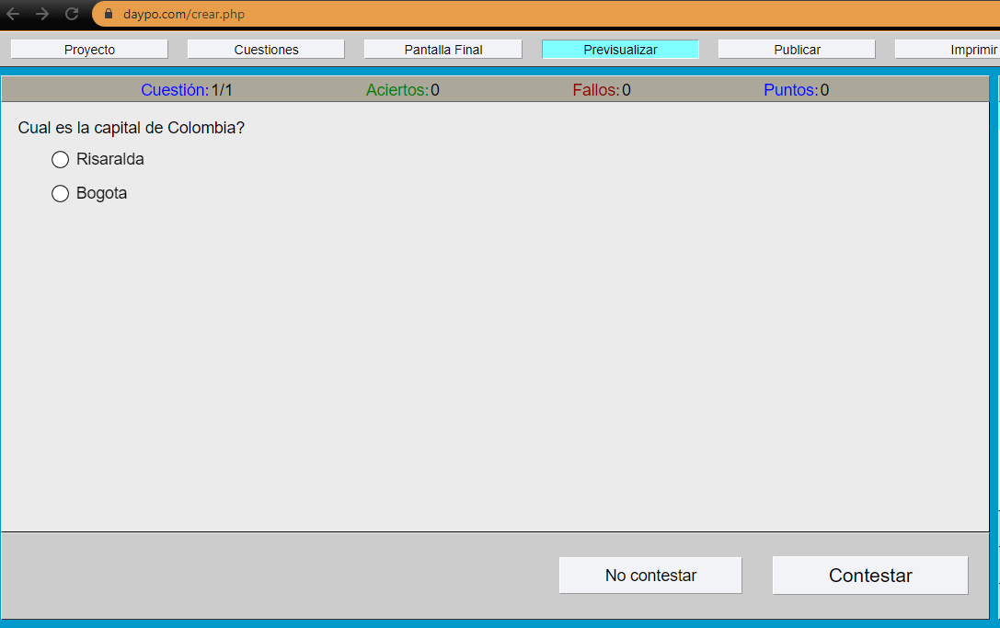 daypo.com/crear.php
Proyecto Cuestiones Pantalla Final Previsualizar Publicar Imprimir
Cuestión: 1/1 Aciertos: 0 Fallos: 0 Puntos: 0
Cual es la capital de Colombia?
Risaralda
Bogota
No contestar Contestar